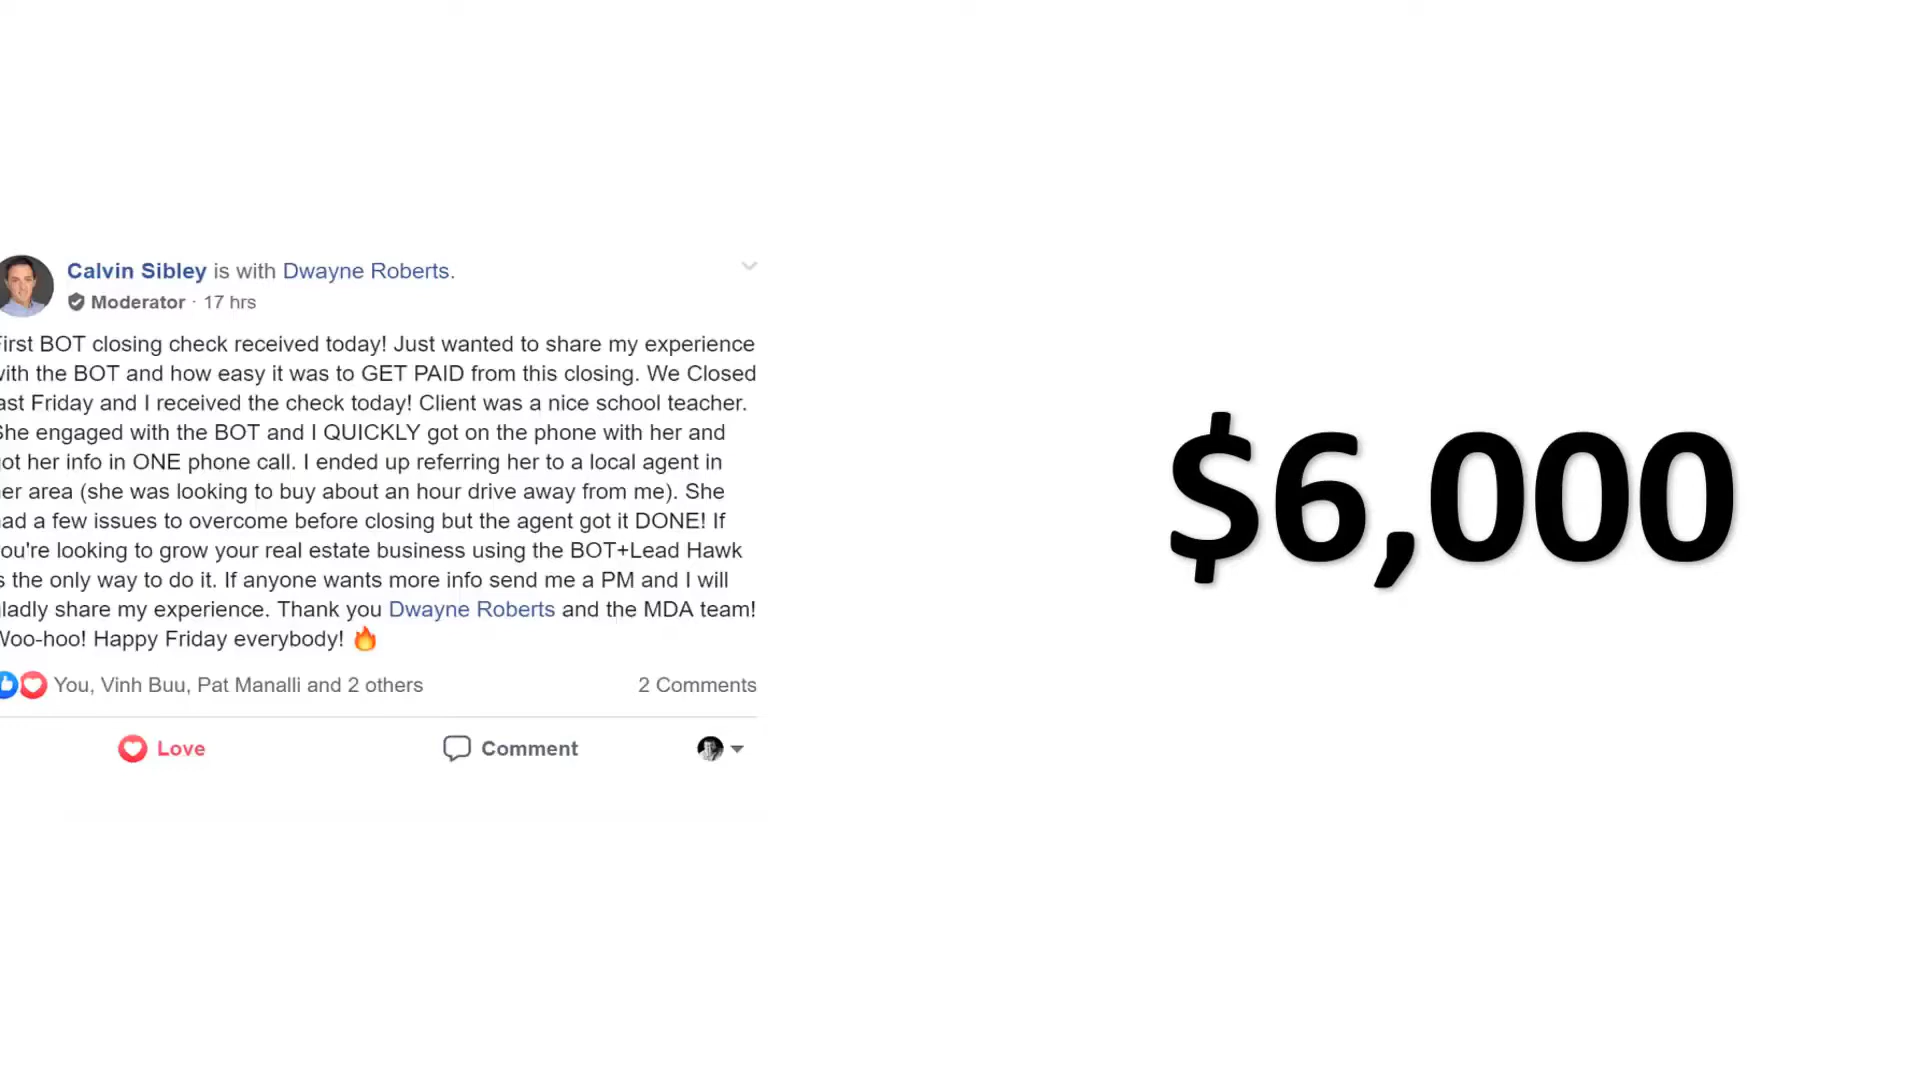 Calvin Sibley is with Dwayne Roberts.
Moderator · 17 hrs
irst BOT closing check received today! Just wanted to share my experience
ith the BOT and how easy it was to GET PAID from this closing. We Closed
ast Friday and I received the check today! Client was a nice school teacher.
She engaged with the BOT and I QUICKLY got on the phone with her and
ot her info in ONE phone call. I ended up referring her to a local agent in
er area (she was looking to buy about an hour drive away from me). She
ad a few issues to overcome before closing but the agent got it DONE! If
ou're looking to grow your real estate business using the BOT+Lead Hawk
s the only way to do it. If anyone wants more info send me a PM and I will
ladly share my experience. Thank you Dwayne Roberts and the MDA team!
Woo-hoo! Happy Friday everybody! 🔥
You, Vinh Buu, Pat Manalli and 2 others 2 Comments
Love Comment
$6,000